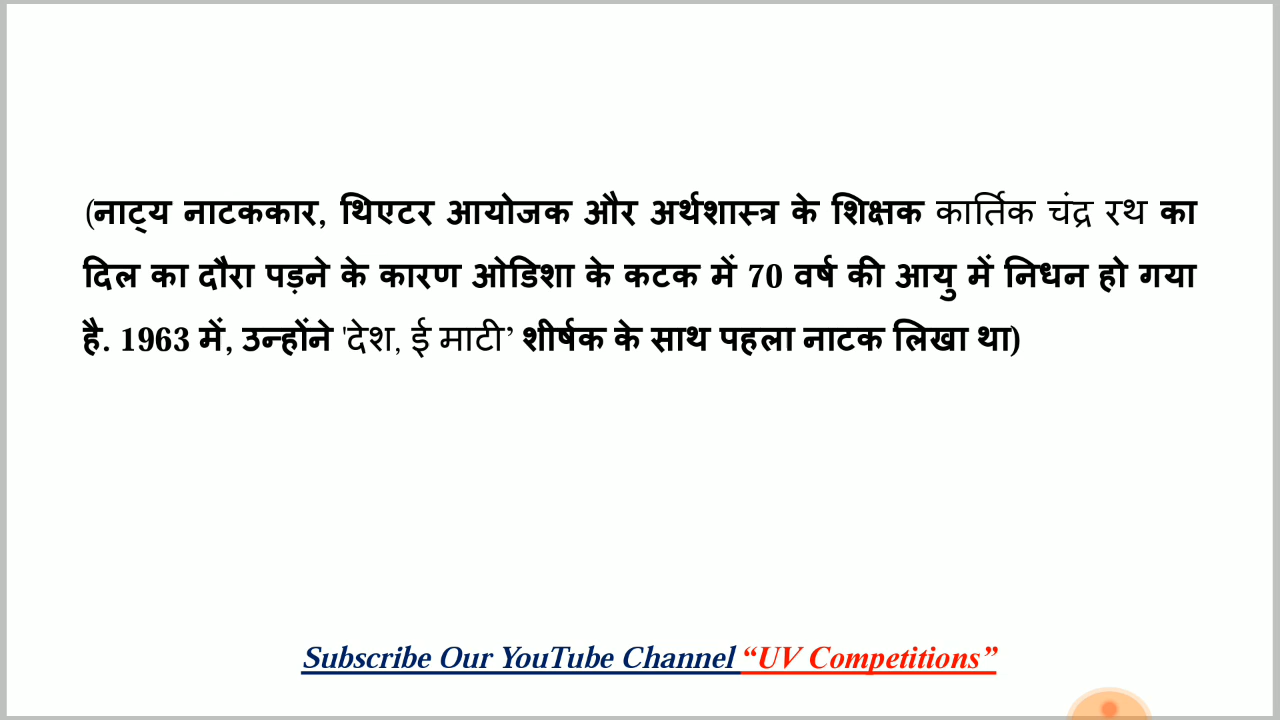 (नाट्य नाटककार, थिएटर आयोजक और अर्थशास्त्र के शिक्षक कार्तिक चंद्र रथ का
दिल का दौरा पड़ने के कारण ओडिशा के कटक में 70 वर्ष की आयु में निधन हो गया
है. 1963 में, उन्होंने 'देश, ई माटी’ शीर्षक के साथ पहला नाटक लिखा था)
Subscribe Our YouTube Channel “UV Competitions”